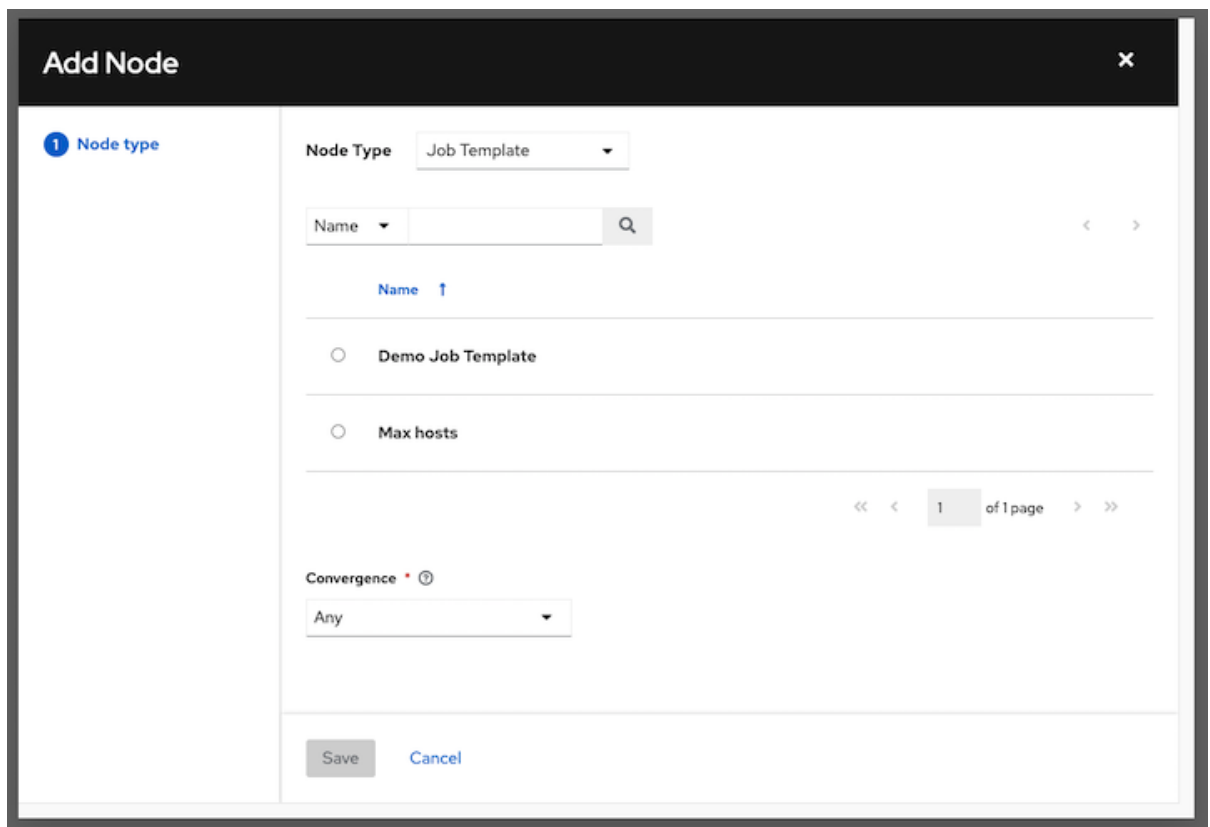 Add Node
1 Node type
Node Type Job Template
Name
Name
Demo Job Template
Max hosts
1 of 1 page
Convergence *
Any
Save Cancel